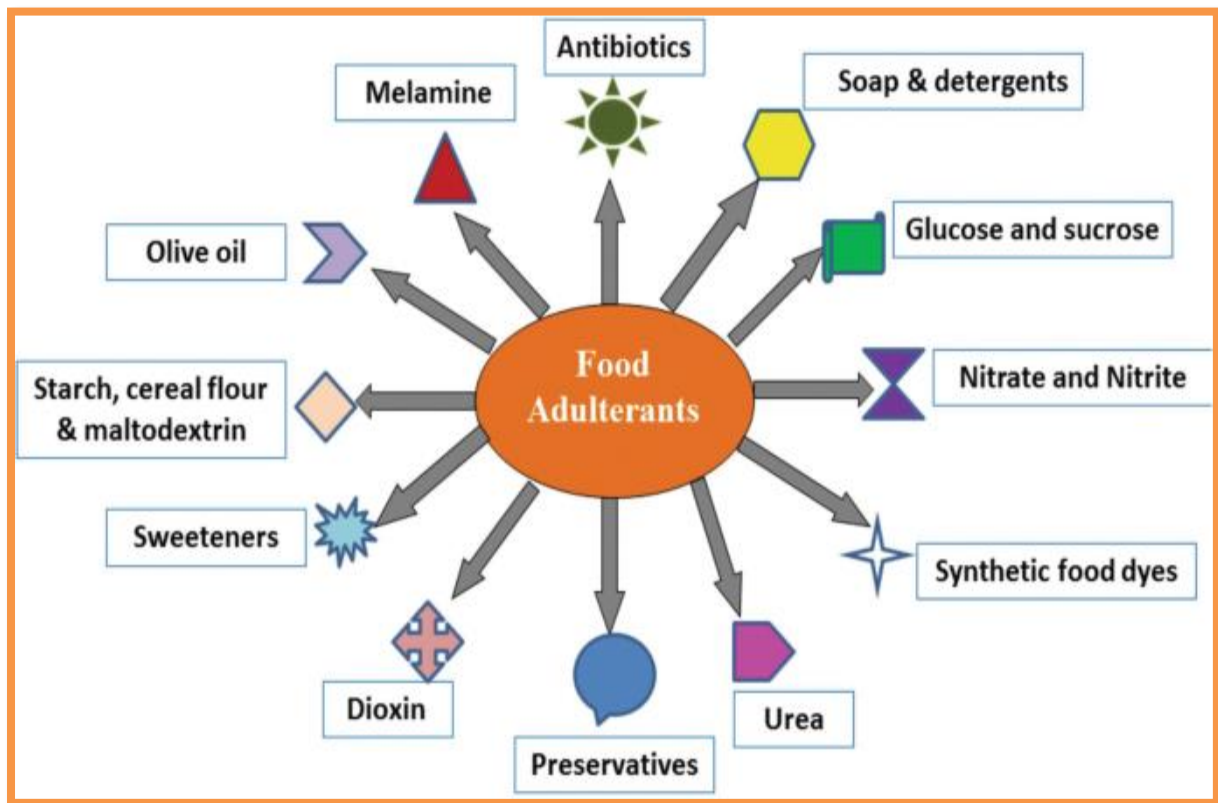 Antibiotics
Melamine
Soap & detergents
Olive oil
Glucose and sucrose
Food
Adulterants
Starch, cereal flour
& maltodextrin
Nitrate and Nitrite
Sweeteners
Synthetic food dyes
Dioxin
Urea
Preservatives